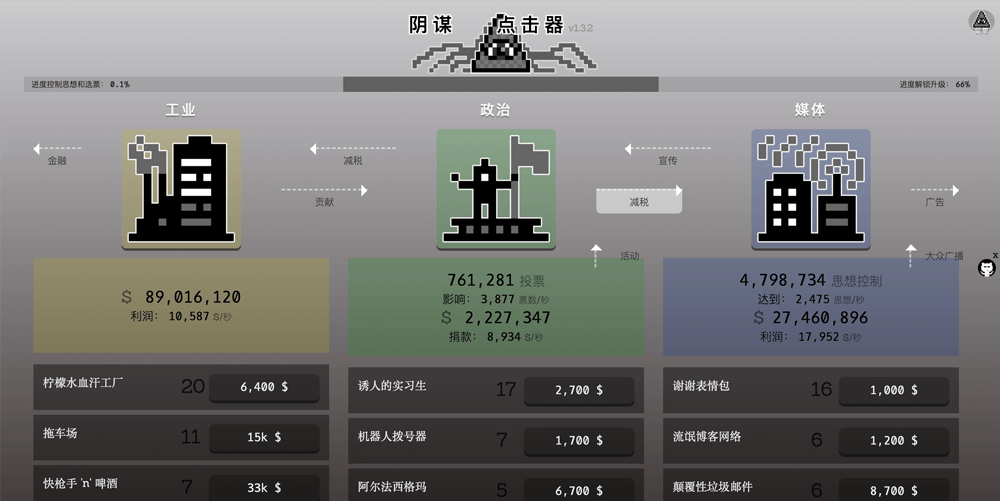 阴谋 点击器 v1.3.2
进度控制思想和选票: 0.1%
进度解锁升级: 66%
工业
政治
媒体
金融
减税
贡献
宣传
减税
广告
活动
大众广播
x
$ 89,016,120
利润: 10,587 $/秒
761,281 投票
影响: 3,877 票数/秒
$ 2,227,347
捐款: 8,934 $/秒
4,798,734 思想控制
达到: 2,475 思想/秒
$ 27,460,896
利润: 17,952 $/秒
柠檬水血汗工厂 20 6,400 $
拖车场 11 15k $
快枪手 'n' 啤酒 7 33k $
诱人的实习生 17 2,700 $
机器人拨号器 7 1,700 $
阿尔法西格玛 5 6,700 $
谢谢表情包 16 1,000 $
流氓博客网络 6 1,200 $
颠覆性垃圾邮件 6 8,700 $